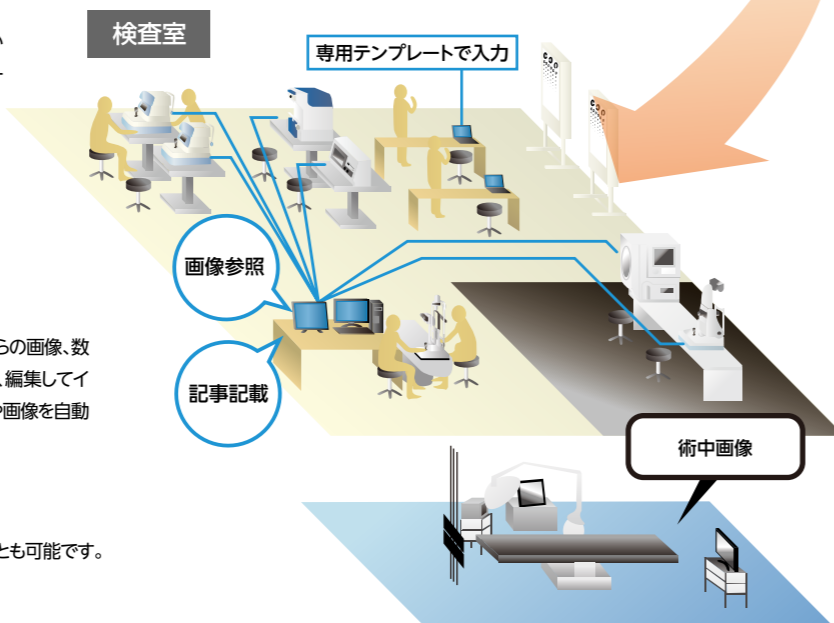 検査室
専用テンプレートで入力
画像参照
らの画像、数
、編集してイ
や画像を自動
記事記載
術中画像
とも可能です。